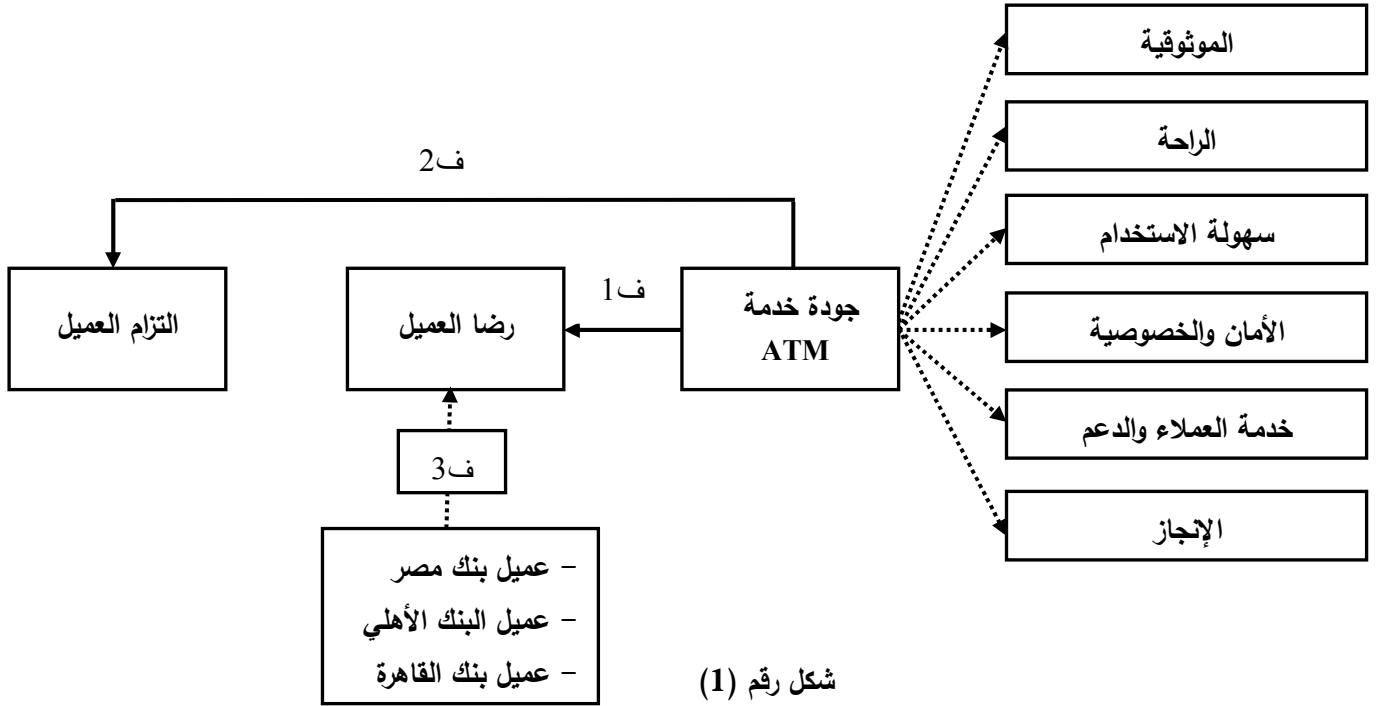 الموثوقية
الراحة
سهولة الاستخدام
الأمان والخصوصية
خدمة العملاء والدعم
الإنجاز
ف2
جودة خدمة
ATM
ف1
رضا العميل
التزام العميل
ف3
- عميل بنك مصر
- عميل البنك الأهلي
- عميل بنك القاهرة
شكل رقم (1)